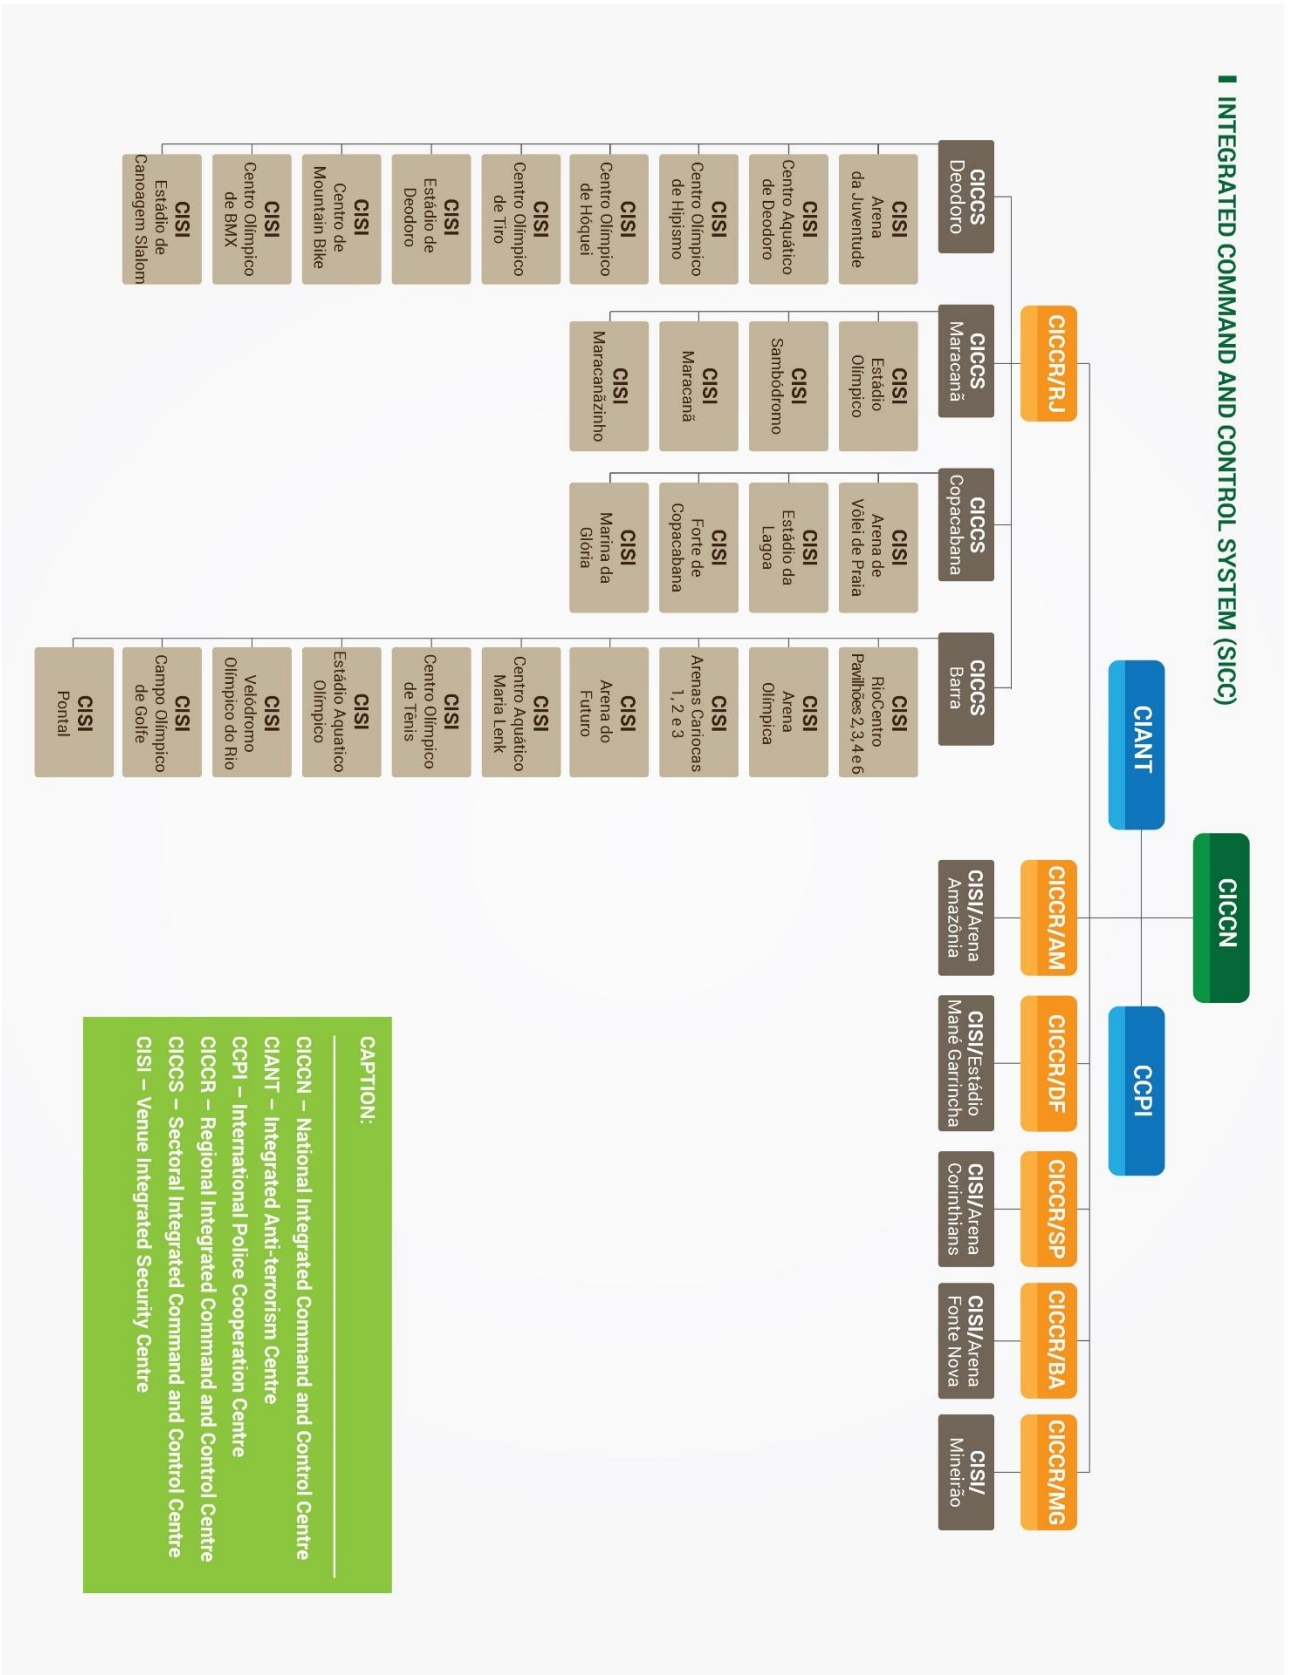 INTEGRATED COMMAND AND CONTROL SYSTEM (SICC)
CICCN
CIANT
CCPI
CICCR/RJ
CICCR/AM
CICCR/DF
CICCR/SP
CICCR/BA
CICCR/MG
CICCS
Deodoro
CICCS
Maracanã
CICCS
Copacabana
CICCS
Barra
CISI/Arena
Amazônia
CISI/Estádio
Mané Garrincha
CISI/Arena
Corinthians
CISI/Arena
Fonte Nova
CISI/
Mineirão
CISI
Arena
da Juventude
CISI
Centro Aquático
de Deodoro
CISI
Centro Olímpico
de Hipismo
CISI
Centro Olímpico
de Hóquei
CISI
Centro Olímpico
de Tiro
CISI
Estádio de
Deodoro
CISI
Centro de
Mountain Bike
CISI
Centro Olímpico
de BMX
CISI
Estádio de
Canoagem Slalom
CISI
Estádio
Olímpico
CISI
Sambódromo
CISI
Maracanã
CISI
Maracanãzinho
CISI
Arena de
Vôlei de Praia
CISI
Estádio da
Lagoa
CISI
Forte de
Copacabana
CISI
Marina da
Glória
CISI
RioCentro
Pavilhões 2, 3, 4 e 6
CISI
Arena
Olímpica
CISI
Arenas Cariocas
1, 2 e 3
CISI
Arena do
Futuro
CISI
Centro Aquático
Maria Lenk
CISI
Centro Olímpico
de Tênis
CISI
Estádio Aquatico
Olímpico
CISI
Velódromo
Olímpico do Rio
CISI
Campo Olímpico
de Golfe
CISI
Pontal
CAPTION:
CICCN – National Integrated Command and Control Centre
CIANT – Integrated Anti-terrorism Centre
CCPI – International Police Cooperation Centre
CICCR – Regional Integrated Command and Control Centre
CICCS – Sectoral Integrated Command and Control Centre
CISI – Venue Integrated Security Centre